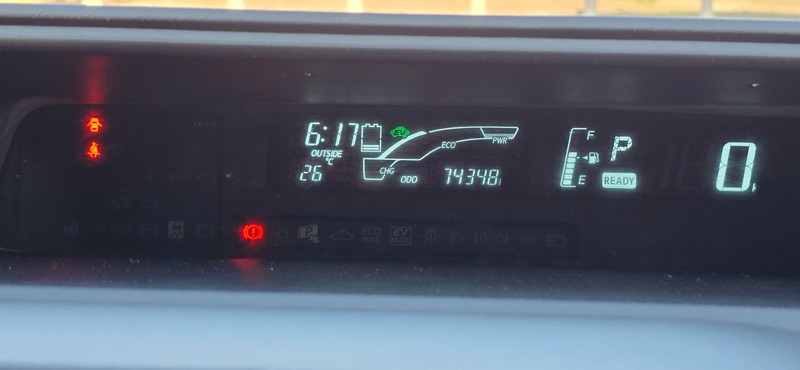 6:17
EV
ECO
PWR
OUTSIDE
°C
26
CHG
ODO
74348
F
E
P
READY
0
ECO
MODE
EV
MODE